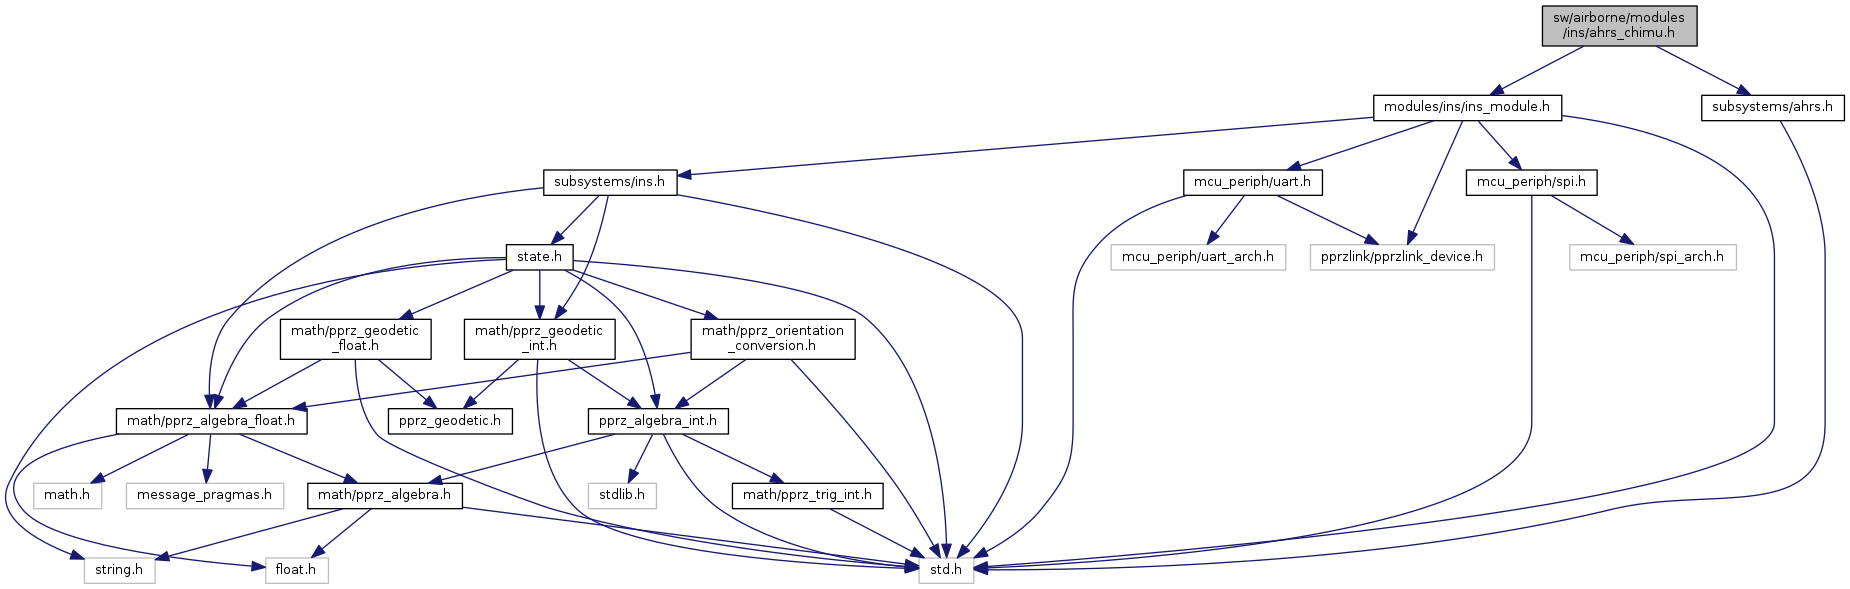 sw/airborne/modules
/ins/ahrs_chimu.h
modules/ins/ins_module.h
subsystems/ahrs.h
subsystems/ins.h
mcu_periph/uart.h
mcu_periph/spi.h
state.h
mcu_periph/uart_arch.h
pprzlink/pprzlink_device.h
mcu_periph/spi_arch.h
math/pprz_geodetic
_float.h
math/pprz_geodetic
_int.h
math/pprz_orientation
_conversion.h
math/pprz_algebra_float.h
pprz_geodetic.h
pprz_algebra_int.h
math.h
message_pragmas.h
math/pprz_algebra.h
stdlib.h
math/pprz_trig_int.h
string.h
float.h
std.h